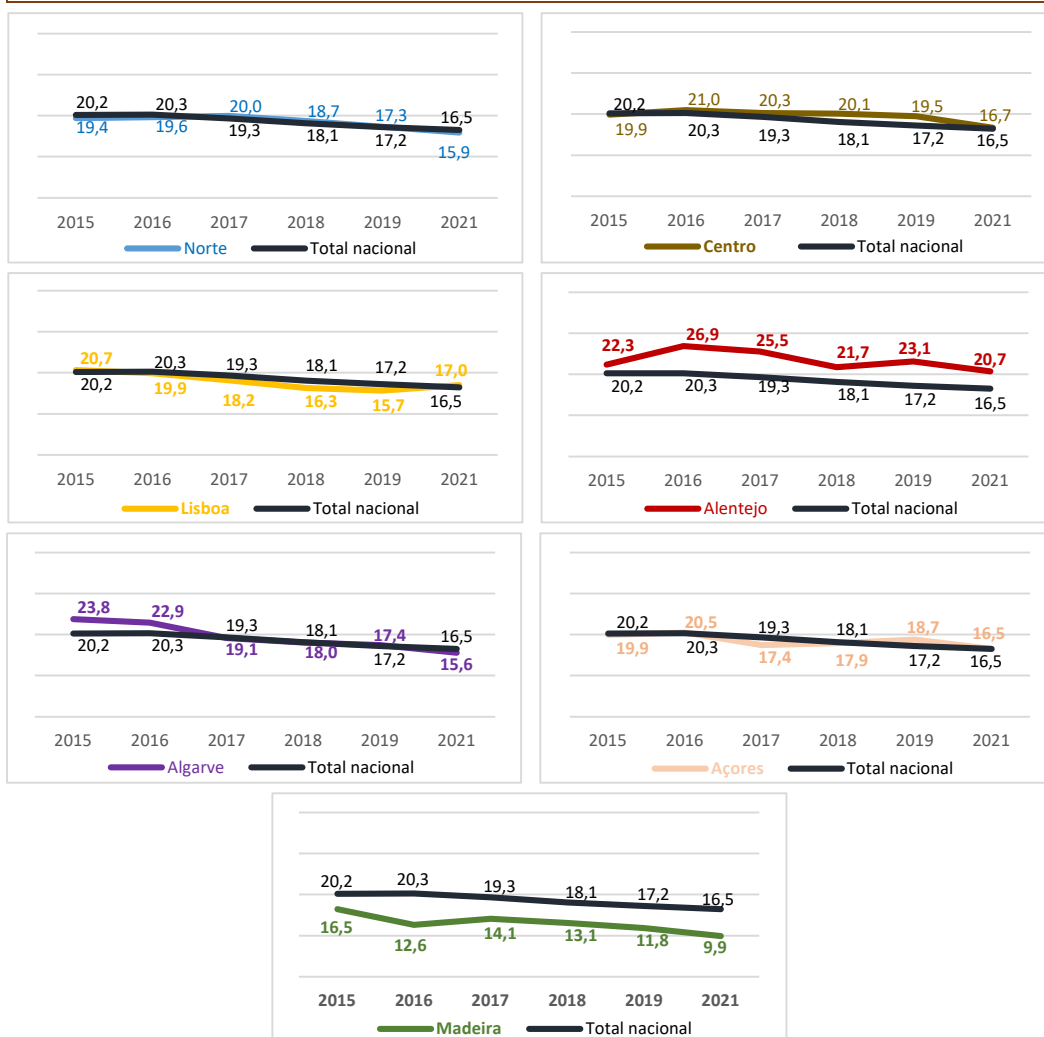 20,2 20,3 20,0 18,7 17,3 16,5
19,4 19,6 19,3 18,1 17,2 15,9
2015 2016 2017 2018 2019 2021
Norte Total nacional
20,2 21,0 20,3 20,1 19,5 16,7
19,9 20,3 19,3 18,1 17,2 16,5
2015 2016 2017 2018 2019 2021
Centro Total nacional
20,7 20,3 19,3 18,1 17,2 17,0
20,2 19,9 18,2 16,3 15,7 16,5
2015 2016 2017 2018 2019 2021
Lisboa Total nacional
22,3 26,9 25,5 21,7 23,1 20,7
20,2 20,3 19,3 18,1 17,2 16,5
2015 2016 2017 2018 2019 2021
Alentejo Total nacional
23,8 22,9 19,3 18,1 17,4 16,5
20,2 20,3 19,1 18,0 17,2 15,6
2015 2016 2017 2018 2019 2021
Algarve Total nacional
20,2 20,5 19,3 18,1 18,7 16,5
19,9 20,3 17,4 17,9 17,2 16,5
2015 2016 2017 2018 2019 2021
Açores Total nacional
20,2 20,3 19,3 18,1 17,2 16,5
16,5 12,6 14,1 13,1 11,8 9,9
2015 2016 2017 2018 2019 2021
Madeira Total nacional